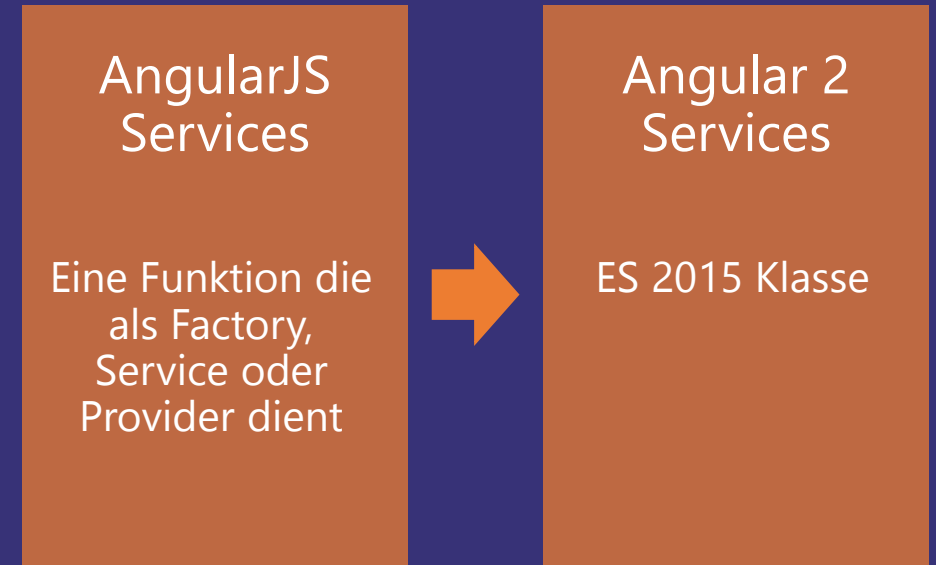 AngularJS
Services
Eine Funktion die
als Factory,
Service oder
Provider dient
Angular 2
Services
ES 2015 Klasse